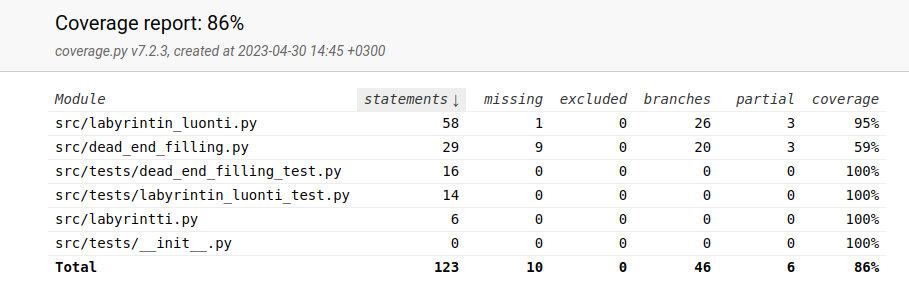 Coverage report: 86%
coverage.py v7.2.3, created at 2023-04-30 14:45 +0300
Module statements ↓ missing excluded branches partial coverage
src/labyrintin_luonti.py 58 1 0 26 3 95%
src/dead_end_filling.py 29 9 0 20 3 59%
src/tests/dead_end_filling_test.py 16 0 0 0 0 100%
src/tests/labyrintin_luonti_test.py 14 0 0 0 0 100%
src/labyrintti.py 6 0 0 0 0 100%
src/tests/__init__.py 0 0 0 0 0 100%
Total 123 10 0 46 6 86%